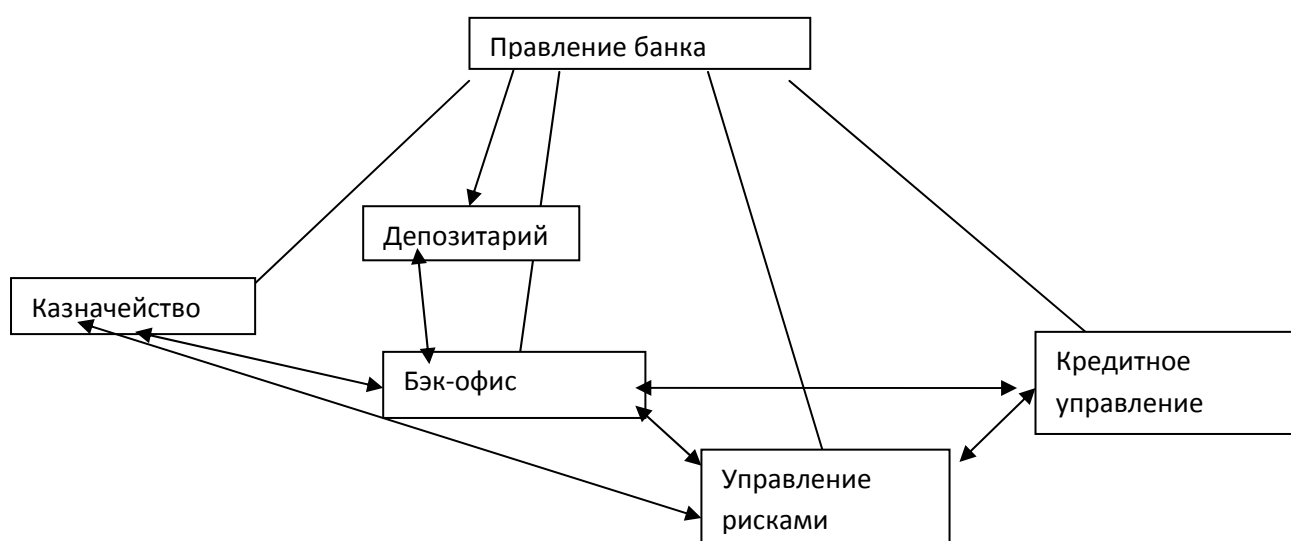 Правление банка
Депозитарий
Казначейство
Бэк-офис
Кредитное
управление
Управление
рисками